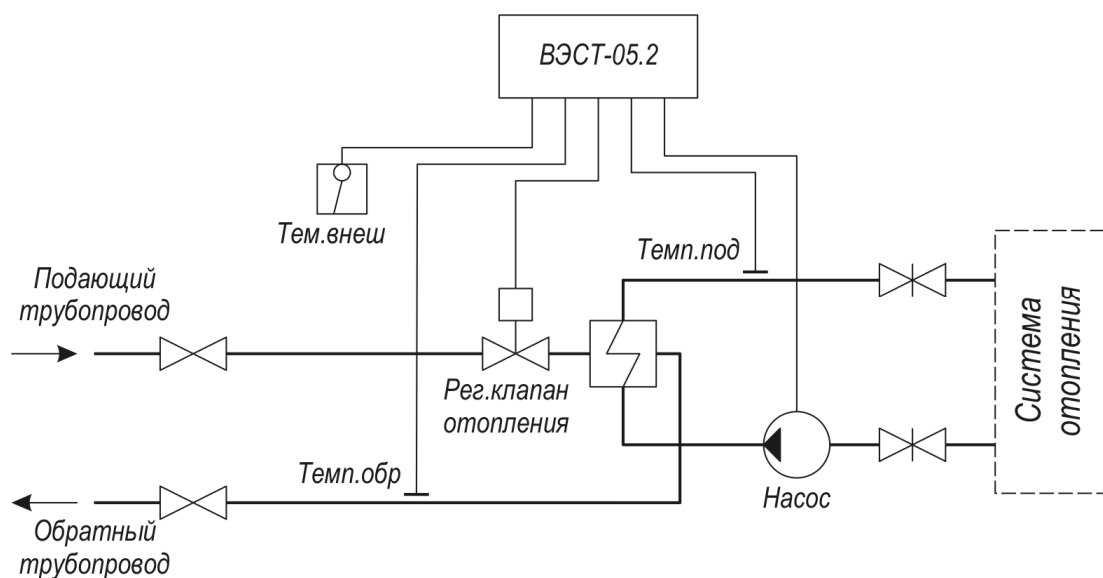 ВЭСТ-05.2
Тем.внеш
Темп.под
Подающий
трубопровод
Рег.клапан
отопления
Система
отопления
Темп.обр
Насос
Обратный
трубопровод